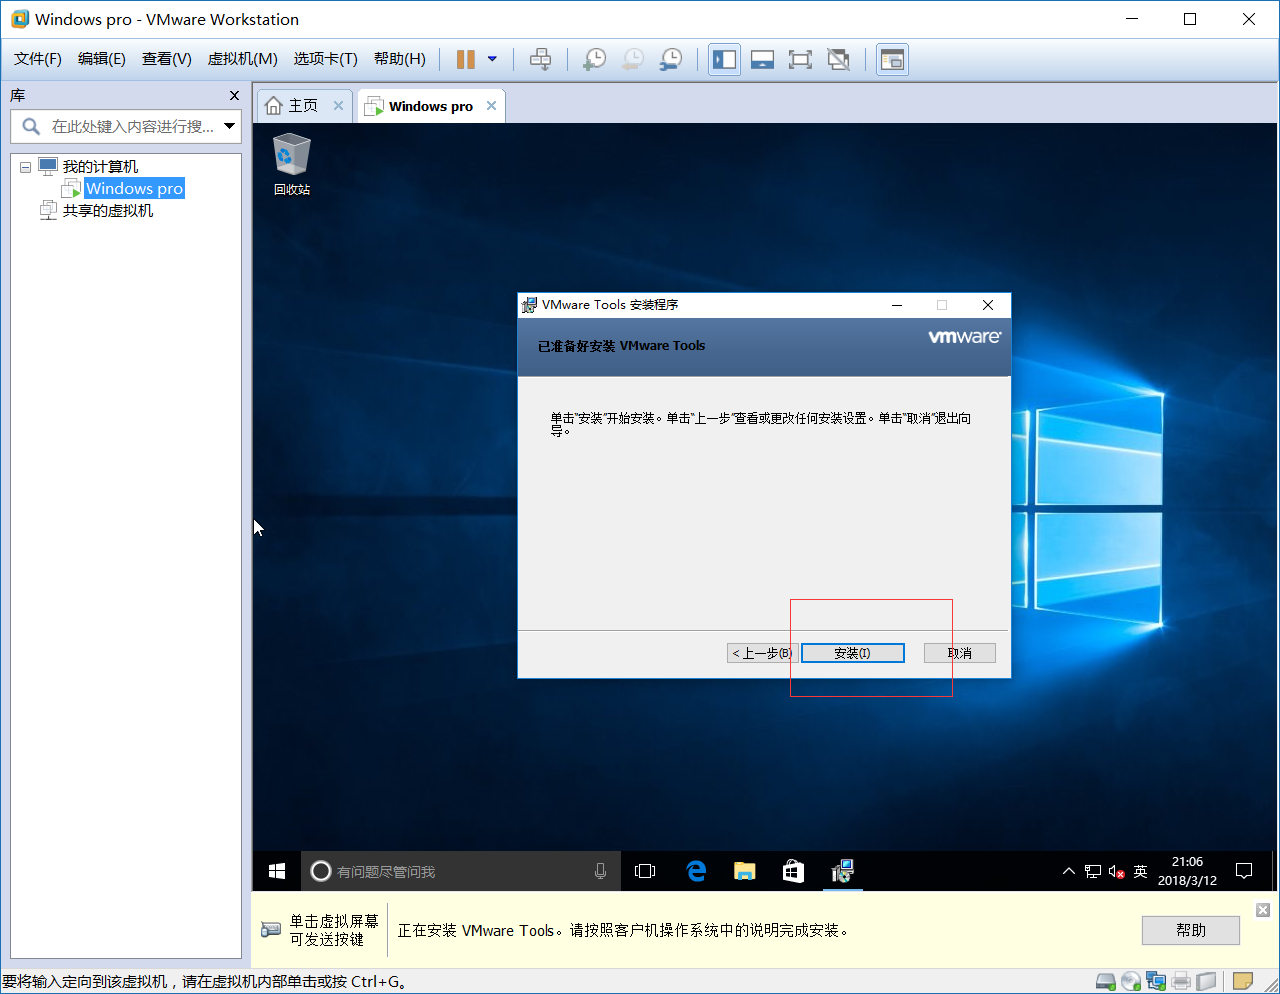 Windows pro - VMware Workstation
文件(F) 编辑(E) 查看(V) 虚拟机(M) 选项卡(T) 帮助(H)
库
在此处键入内容进行搜...
我的计算机
Windows pro
共享的虚拟机
主页
Windows pro
回收站
VMware Tools 安装程序
已准备好安装 VMware Tools
vmware
单击“安装”开始安装。单击“上一步”查看或更改任何安装设置。单击“取消”退出向
导。
< 上一步(B)
安装(I)
取消
有问题尽管问我
英
21:06
2018/3/12
单击虚拟屏幕
可发送按键
正在安装 VMware Tools。请按照客户机操作系统中的说明完成安装。
帮助
要将输入定向到该虚拟机，请在虚拟机内部单击或按 Ctrl+G。